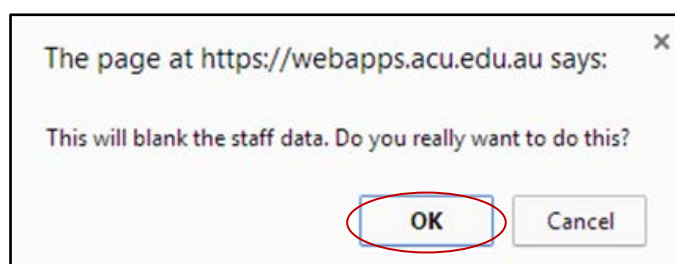 The page at https://webapps.acu.edu.au says:
This will blank the staff data. Do you really want to do this?
OK Cancel